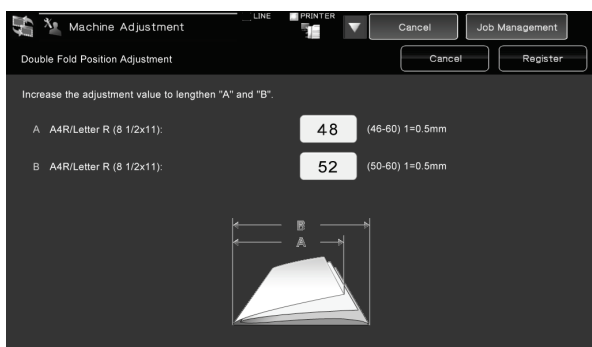 Machine Adjustment
LINE
PRINTER
Cancel
Job Management
Double Fold Position Adjustment
Cancel
Register
Increase the adjustment value to lengthen "A" and "B".
A A4R/Letter R (8 1/2x11): 48 (46-60) 1=0.5mm
B A4R/Letter R (8 1/2x11): 52 (50-60) 1=0.5mm
B
A